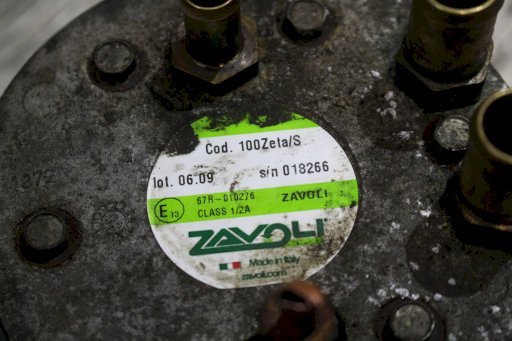 Cod. 100Zeta/S
lot. 06.09 s/n 018266
E13 67R-010276 ZAVOLI
CLASS 1/2A
ZAVOLI
Made in Italy
zavoli.com